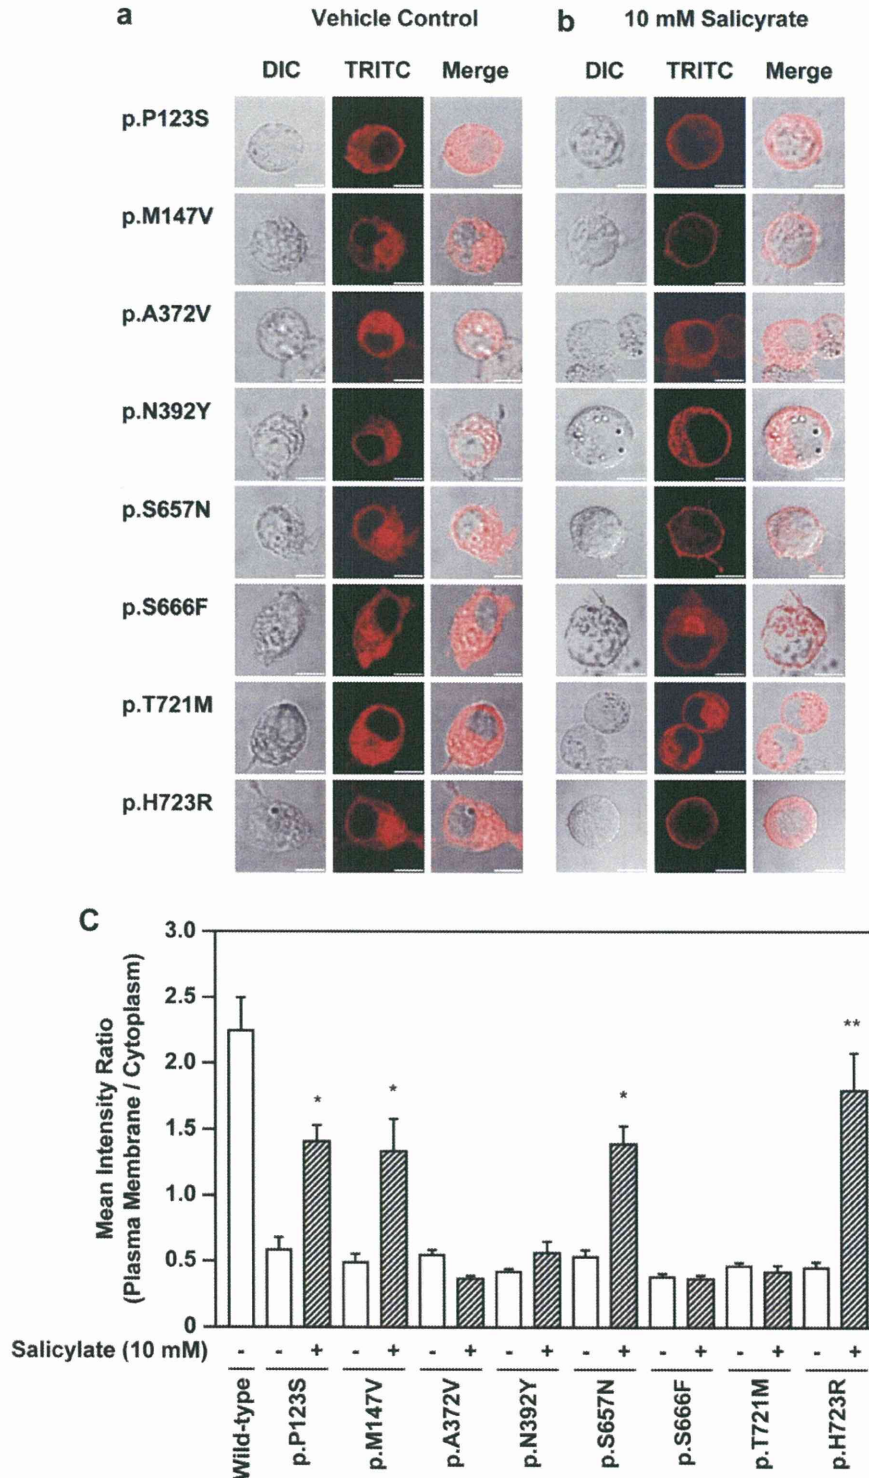 a Vehicle Control b 10 mM Salicyrate
DIC TRITC Merge DIC TRITC Merge
p.P123S
p.M147V
p.A372V
p.N392Y
p.S657N
p.S666F
p.T721M
p.H723R
C
Mean Intensity Ratio
(Plasma Membrane / Cytoplasm)
3.0
2.5
2.0
1.5
1.0
0.5
0
* * * **
Salicylate (10 mM) - - + - + - + - + - + - + - + - +
Wild-type p.P123S p.M147V p.A372V p.N392Y p.S657N p.S666F p.T721M p.H723R